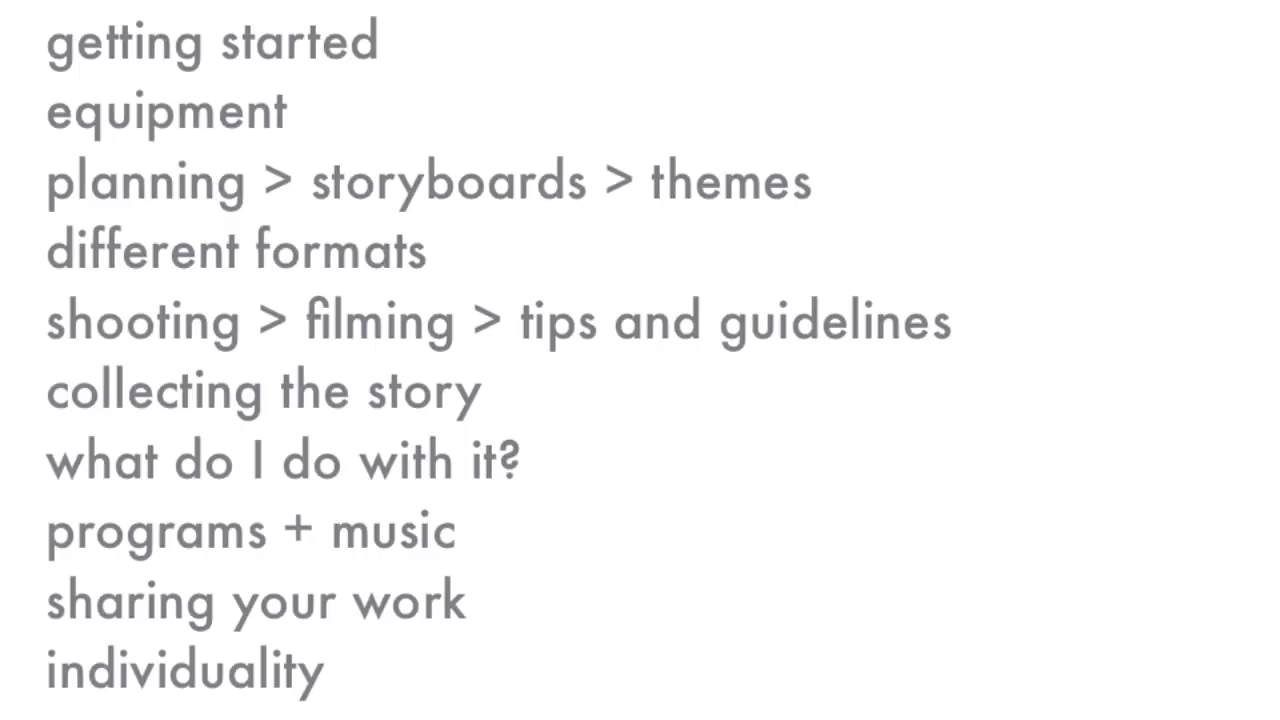 getting started
equipment
planning > storyboards > themes
different formats
shooting > filming > tips and guidelines
collecting the story
what do I do with it?
programs + music
sharing your work
individuality